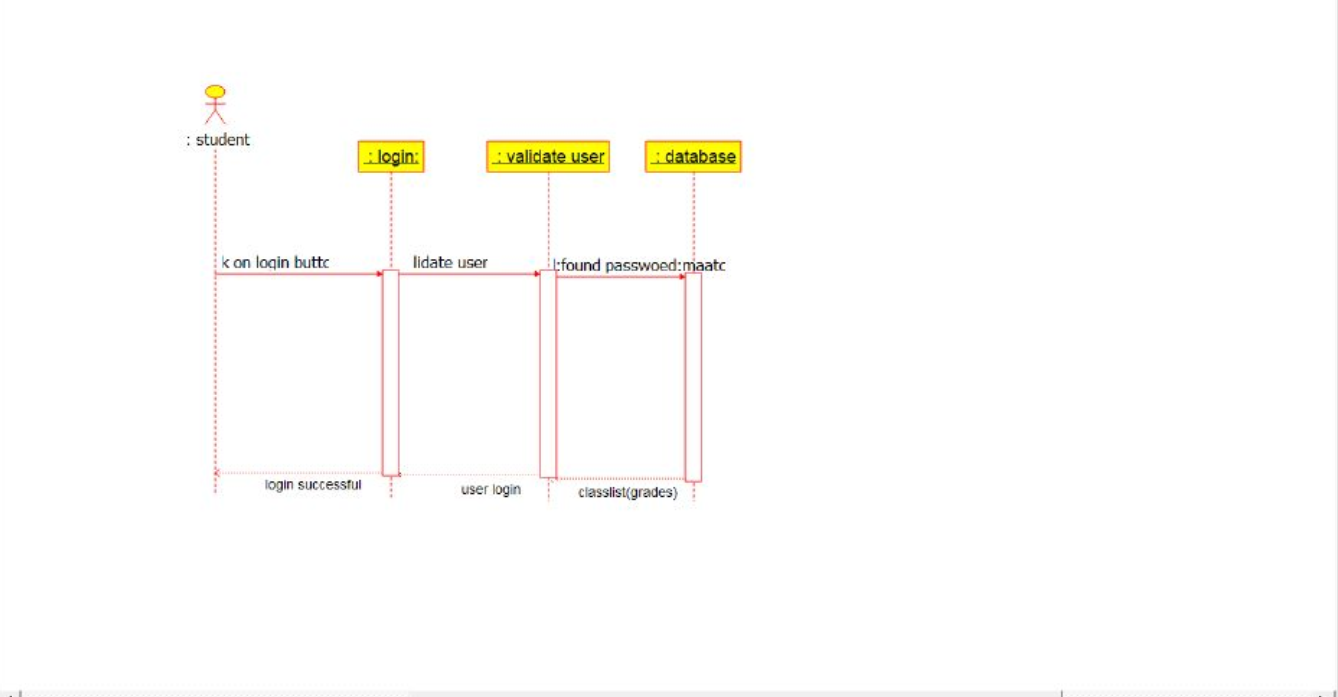 : student
: login:
: validate user
: database
k on login buttc
lidate user
l:found passwoed:maatc
login successful
user login
classlist(grades)